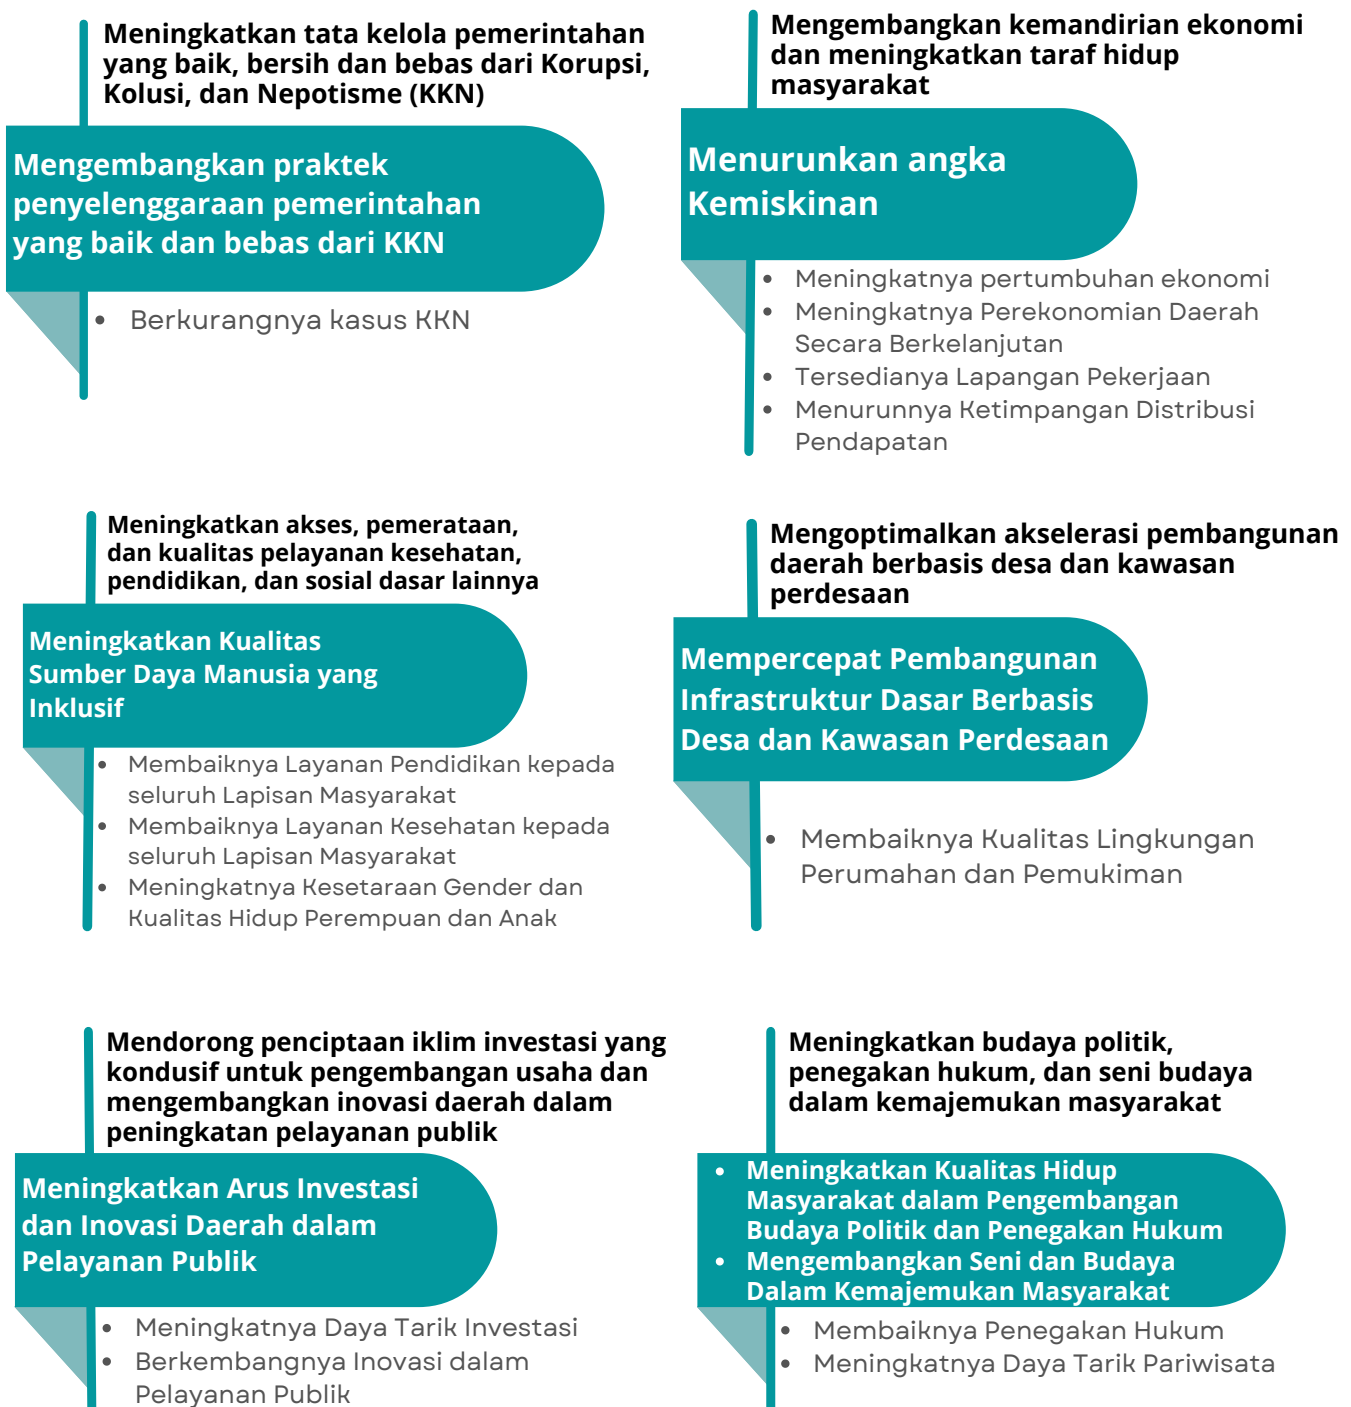 Meningkatkan tata kelola pemerintahan
yang baik, bersih dan bebas dari Korupsi,
Kolusi, dan Nepotisme (KKN)
Mengembangkan praktek
penyelenggaraan pemerintahan
yang baik dan bebas dari KKN
• Berkurangnya kasus KKN
Mengembangkan kemandirian ekonomi
dan meningkatkan taraf hidup
masyarakat
Menurunkan angka
Kemiskinan
• Meningkatnya pertumbuhan ekonomi
• Meningkatnya Perekonomian Daerah
Secara Berkelanjutan
• Tersedianya Lapangan Pekerjaan
• Menurunnya Ketimpangan Distribusi
Pendapatan
Meningkatkan akses, pemerataan,
dan kualitas pelayanan kesehatan,
pendidikan, dan sosial dasar lainnya
Meningkatkan Kualitas
Sumber Daya Manusia yang
Inklusif
• Membaiknya Layanan Pendidikan kepada
seluruh Lapisan Masyarakat
• Membaiknya Layanan Kesehatan kepada
seluruh Lapisan Masyarakat
• Meningkatnya Kesetaraan Gender dan
Kualitas Hidup Perempuan dan Anak
Mengoptimalkan akselerasi pembangunan
daerah berbasis desa dan kawasan
perdesaan
Mempercepat Pembangunan
Infrastruktur Dasar Berbasis
Desa dan Kawasan Perdesaan
• Membaiknya Kualitas Lingkungan
Perumahan dan Pemukiman
Mendorong penciptaan iklim investasi yang
kondusif untuk pengembangan usaha dan
mengembangkan inovasi daerah dalam
peningkatan pelayanan publik
Meningkatkan Arus Investasi
dan Inovasi Daerah dalam
Pelayanan Publik
• Meningkatnya Daya Tarik Investasi
• Berkembangnya Inovasi dalam
Pelayanan Publik
Meningkatkan budaya politik,
penegakan hukum, dan seni budaya
dalam kemajemukan masyarakat
• Meningkatkan Kualitas Hidup
Masyarakat dalam Pengembangan
Budaya Politik dan Penegakan Hukum
• Mengembangkan Seni dan Budaya
Dalam Kemajemukan Masyarakat
• Membaiknya Penegakan Hukum
• Meningkatnya Daya Tarik Pariwisata